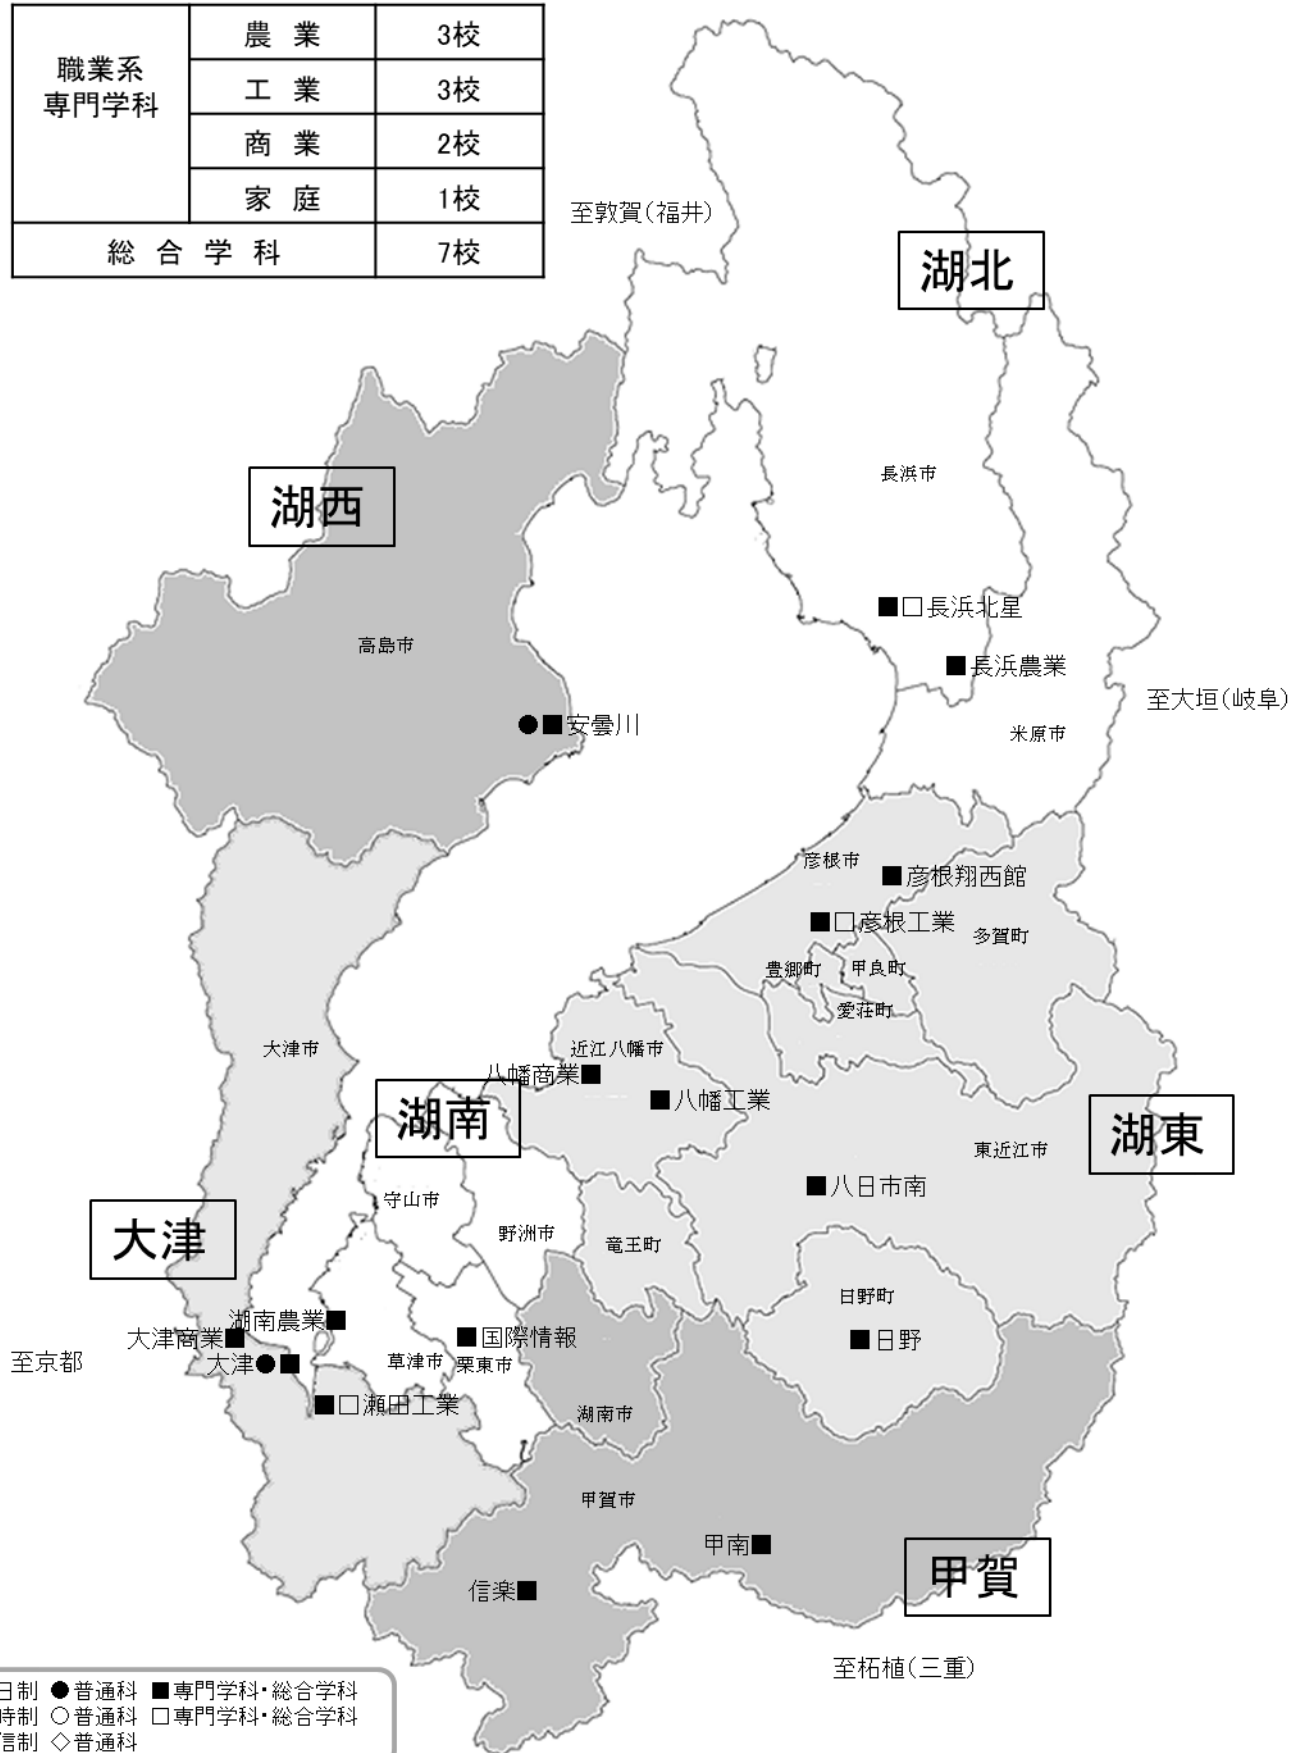 職業系
専門学科
農業 3校
工業 3校
商業 2校
家庭 1校
総合学科 7校
至敦賀(福井)
湖北
湖西
長浜市
■□長浜北星
高島市
■長浜農業
至大垣(岐阜)
●■安曇川
米原市
彦根市
■彦根翔西館
■□彦根工業
多賀町
豊郷町
甲良町
愛荘町
大津市
近江八幡市
八幡商業■
■八幡工業
湖南
湖東
東近江市
八日市南
守山市
大津
野洲市
竜王町
日野町
湖南農業■
大津商業■
■国際情報
■日野
至京都
大津●■
草津市
栗東市
■□瀬田工業
湖南市
甲賀市
甲南■
甲賀
信楽■
至柘植(三重)
日制 ●普通科 ■専門学科・総合学科
時制 ○普通科 □専門学科・総合学科
信制 ◇普通科